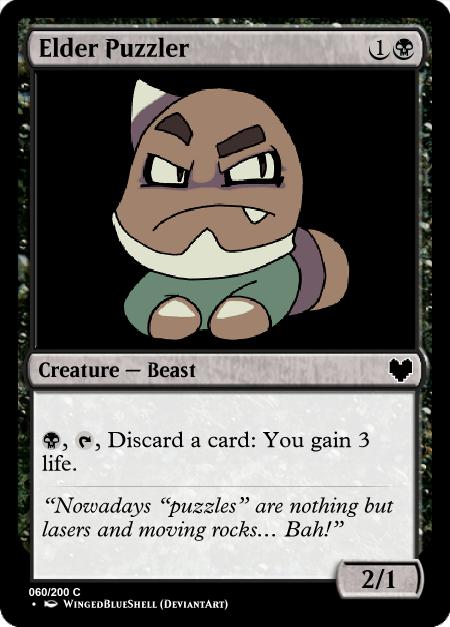 Elder Puzzler 1
Creature — Beast
, , Discard a card: You gain 3
life.
“Nowadays “puzzles” are nothing but
lasers and moving rocks… Bah!”
2/1
060/200 C
• WingedBlueShell (DeviantArt)